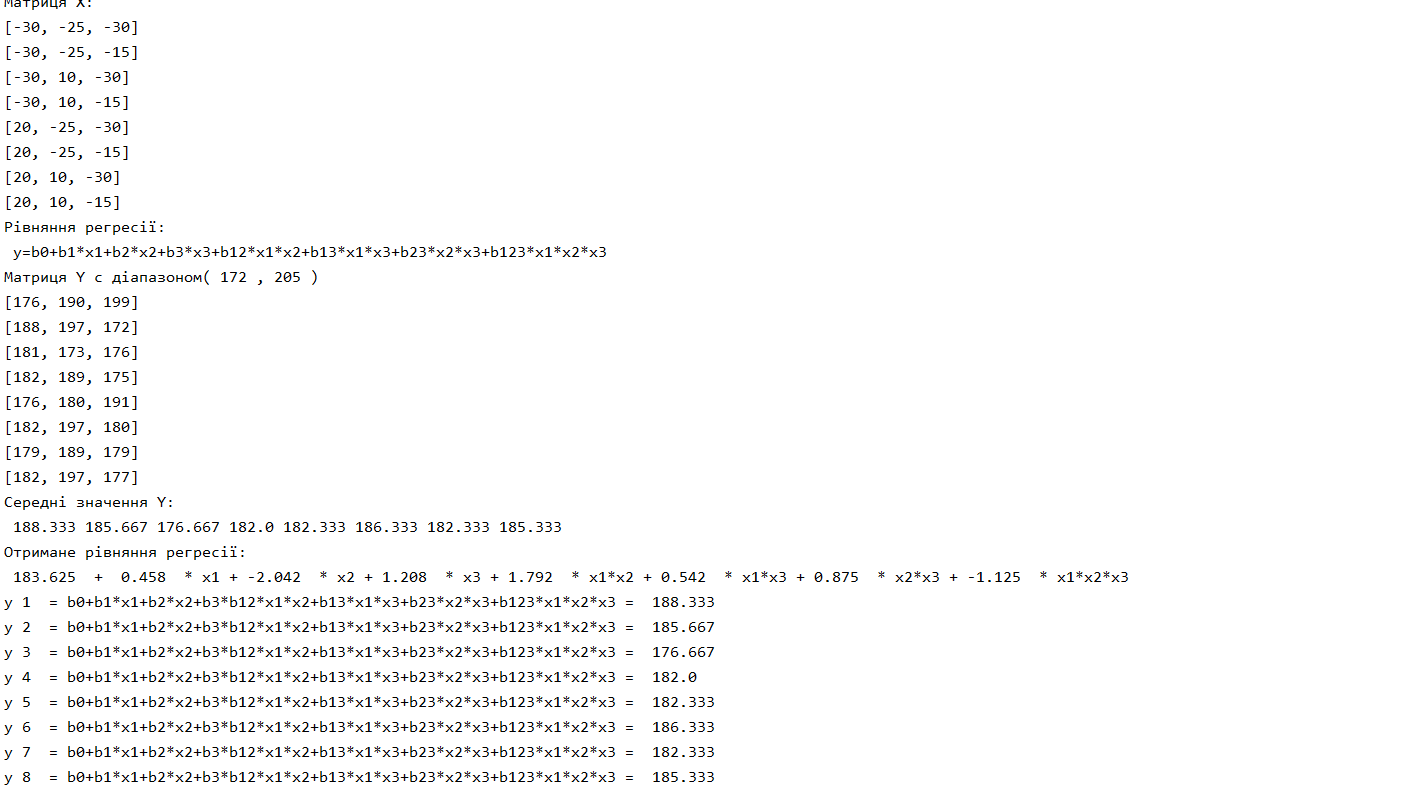 Матриця X:
[-30, -25, -30]
[-30, -25, -15]
[-30, 10, -30]
[-30, 10, -15]
[20, -25, -30]
[20, -25, -15]
[20, 10, -30]
[20, 10, -15]
Рівняння регресії:
y=b0+b1*x1+b2*x2+b3*x3+b12*x1*x2+b13*x1*x3+b23*x2*x3+b123*x1*x2*x3
Матриця Y с діапазоном( 172 , 205 )
[176, 190, 199]
[188, 197, 172]
[181, 173, 176]
[182, 189, 175]
[176, 180, 191]
[182, 197, 180]
[179, 189, 179]
[182, 197, 177]
Середні значення Y:
188.333 185.667 176.667 182.0 182.333 186.333 182.333 185.333
Отримане рівняння регресії:
183.625  +  0.458  * x1 + -2.042  * x2 + 1.208  * x3 + 1.792  * x1*x2 + 0.542  * x1*x3 + 0.875  * x2*x3 + -1.125  * x1*x2*x3
y 1  = b0+b1*x1+b2*x2+b3*b12*x1*x2+b13*x1*x3+b23*x2*x3+b123*x1*x2*x3 =  188.333
y 2  = b0+b1*x1+b2*x2+b3*b12*x1*x2+b13*x1*x3+b23*x2*x3+b123*x1*x2*x3 =  185.667
y 3  = b0+b1*x1+b2*x2+b3*b12*x1*x2+b13*x1*x3+b23*x2*x3+b123*x1*x2*x3 =  176.667
y 4  = b0+b1*x1+b2*x2+b3*b12*x1*x2+b13*x1*x3+b23*x2*x3+b123*x1*x2*x3 =  182.0
y 5  = b0+b1*x1+b2*x2+b3*b12*x1*x2+b13*x1*x3+b23*x2*x3+b123*x1*x2*x3 =  182.333
y 6  = b0+b1*x1+b2*x2+b3*b12*x1*x2+b13*x1*x3+b23*x2*x3+b123*x1*x2*x3 =  186.333
y 7  = b0+b1*x1+b2*x2+b3*b12*x1*x2+b13*x1*x3+b23*x2*x3+b123*x1*x2*x3 =  182.333
y 8  = b0+b1*x1+b2*x2+b3*b12*x1*x2+b13*x1*x3+b23*x2*x3+b123*x1*x2*x3 =  185.333